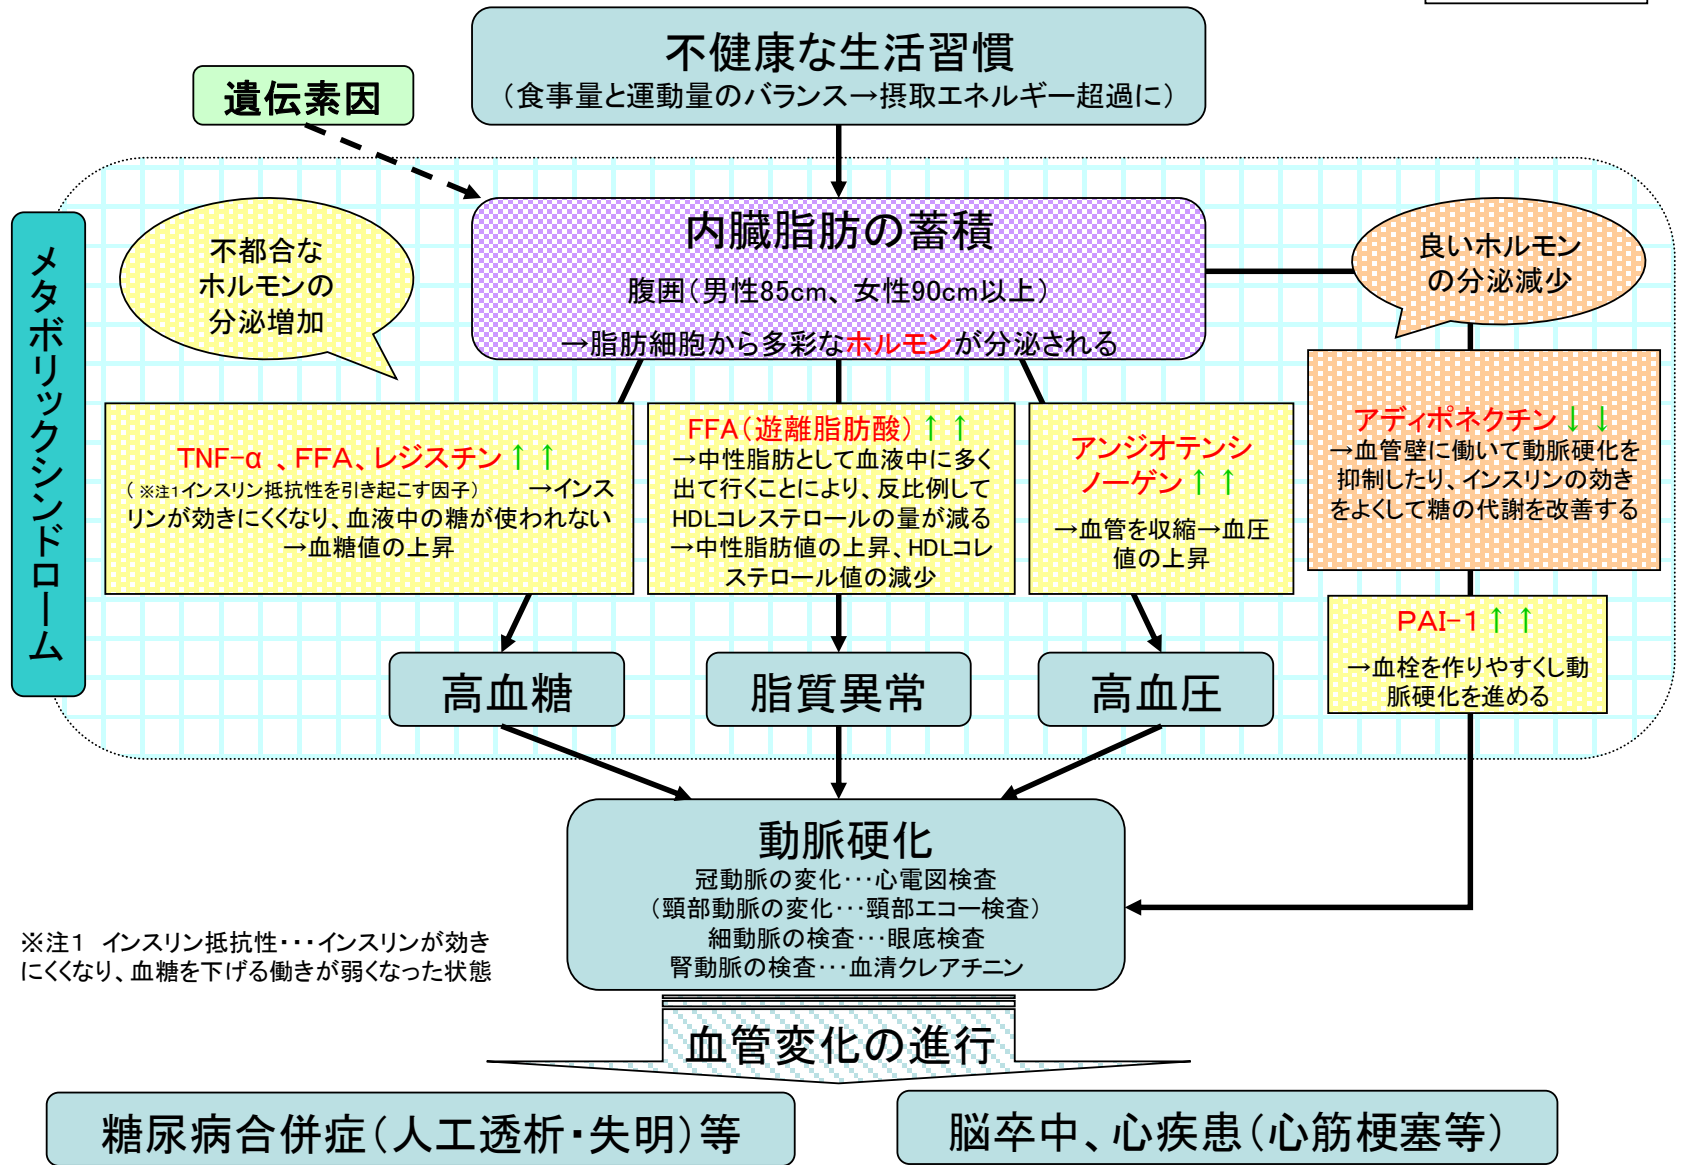 不健康な生活習慣
（食事量と運動量のバランス→摂取エネルギー超過に）
遺伝素因
メタボリックシンドローム
不都合な
ホルモンの
分泌増加
内臓脂肪の蓄積
腹囲（男性85cm、女性90cm以上）
→脂肪細胞から多彩なホルモンが分泌される
良いホルモン
の分泌減少
TNF-α 、FFA、レジスチン↑↑
（ ※注1インスリン抵抗性を引き起こす因子） →インス
リンが効きにくくなり、血液中の糖が使われない
→血糖値の上昇
FFA（遊離脂肪酸）↑↑
→中性脂肪として血液中に多く
出て行くことにより、反比例して
HDLコレステロールの量が減る
→中性脂肪値の上昇、HDLコレ
ステロール値の減少
アンジオテンシ
ノーゲン↑↑
→血管を収縮→血圧
値の上昇
アディポネクチン↓↓
→血管壁に働いて動脈硬化を
抑制したり、インスリンの効き
をよくして糖の代謝を改善する
PAI-1↑↑
→血栓を作りやすくし動
脈硬化を進める
高血糖
脂質異常
高血圧
動脈硬化
冠動脈の変化･･･心電図検査
（頸部動脈の変化･･･頸部エコー検査）
細動脈の検査･･･眼底検査
腎動脈の検査･･･血清クレアチニン
※注1　インスリン抵抗性・・・インスリンが効き
にくくなり、血糖を下げる働きが弱くなった状態
血管変化の進行
糖尿病合併症（人工透析・失明）等
脳卒中、心疾患（心筋梗塞等）